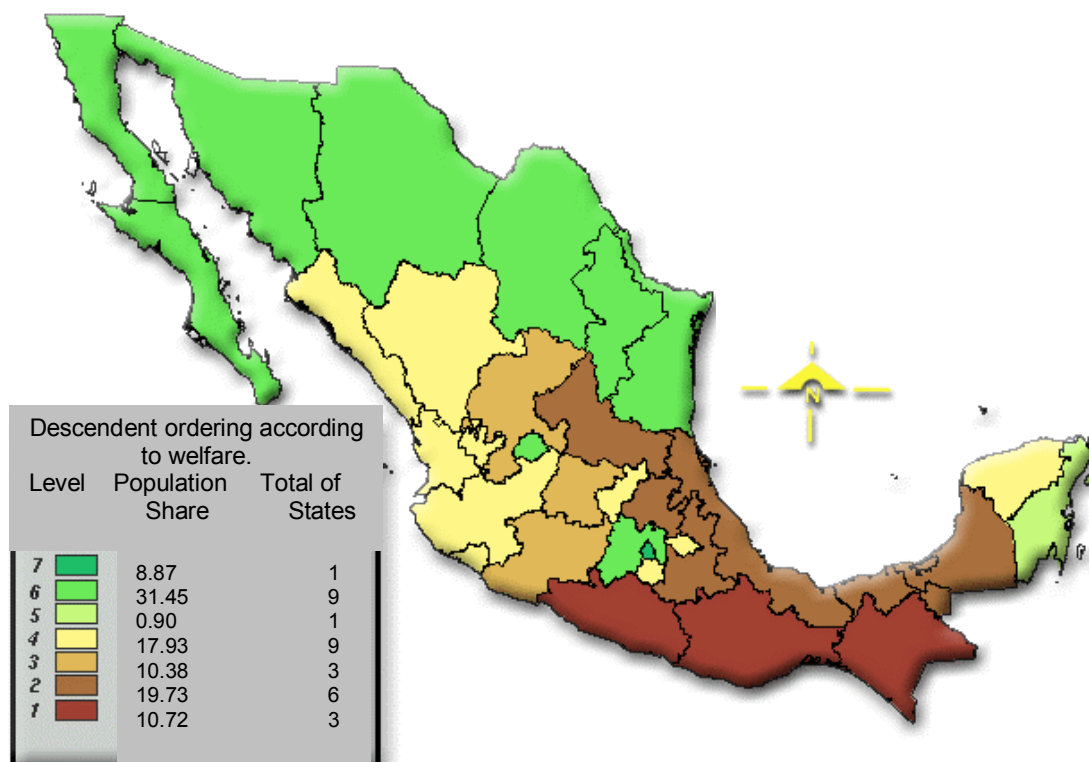 N
Descendent ordering according
to welfare.
Level Population Total of
Share States
7 8.87 1
6 31.45 9
5 0.90 1
4 17.93 9
3 10.38 3
2 19.73 6
1 10.72 3